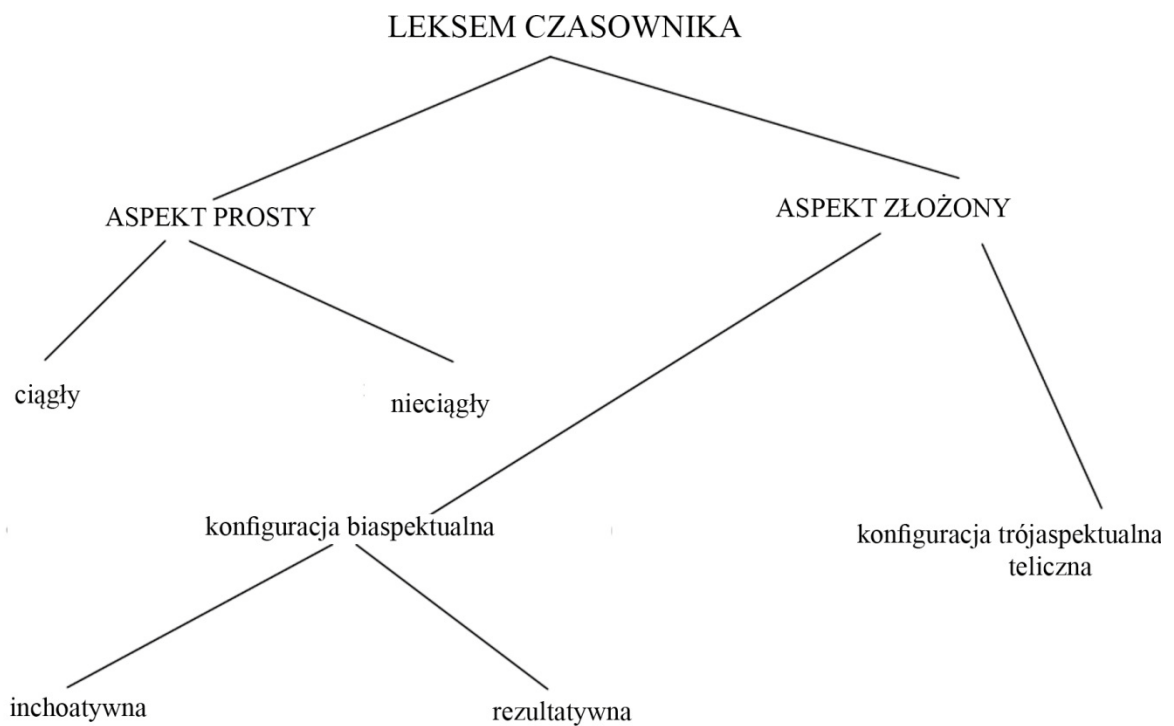 LEKSEM CZASOWNIKA
ASPEKT PROSTY
ASPEKT ZŁOŻONY
ciągły
nieciągły
konfiguracja biaspektualna
konfiguracja trójaspektualna
teliczna
inchoatywna
rezultatywna